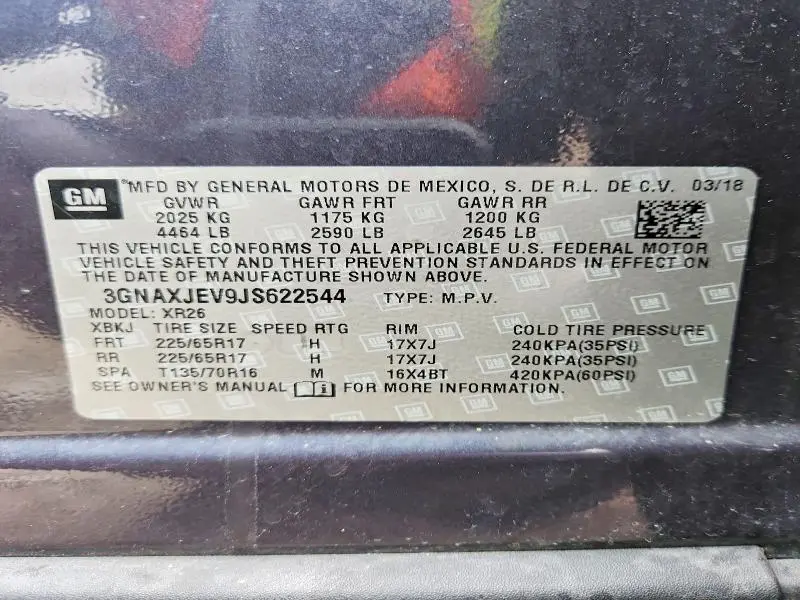 GM ®MFD BY GENERAL MOTORS DE MEXICO, S. DE R.L. DE C.V. 03/18
GVWR GAWR FRT GAWR RR
2025 KG 1175 KG 1200 KG
4464 LB 2590 LB 2645 LB
THIS VEHICLE CONFORMS TO ALL APPLICABLE U.S. FEDERAL MOTOR
VEHICLE SAFETY AND THEFT PREVENTION STANDARDS IN EFFECT ON
THE DATE OF MANUFACTURE SHOWN ABOVE.
3GNAXJEV9JS622544 TYPE: M.P.V.
MODEL: XR26
XBKJ TIRE SIZE SPEED RTG RIM COLD TIRE PRESSURE
FRT 225/65R17 H 17X7J 240KPA(35PSI)
RR 225/65R17 H 17X7J 240KPA(35PSI)
SPA T135/70R16 M 16X4BT 420KPA(60PSI)
SEE OWNER'S MANUAL i FOR MORE INFORMATION.